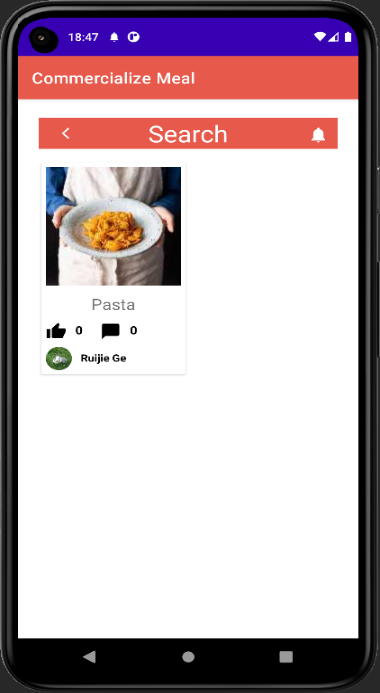 18:47
Commercialize Meal
Search
Pasta
0 0
Ruijie Ge